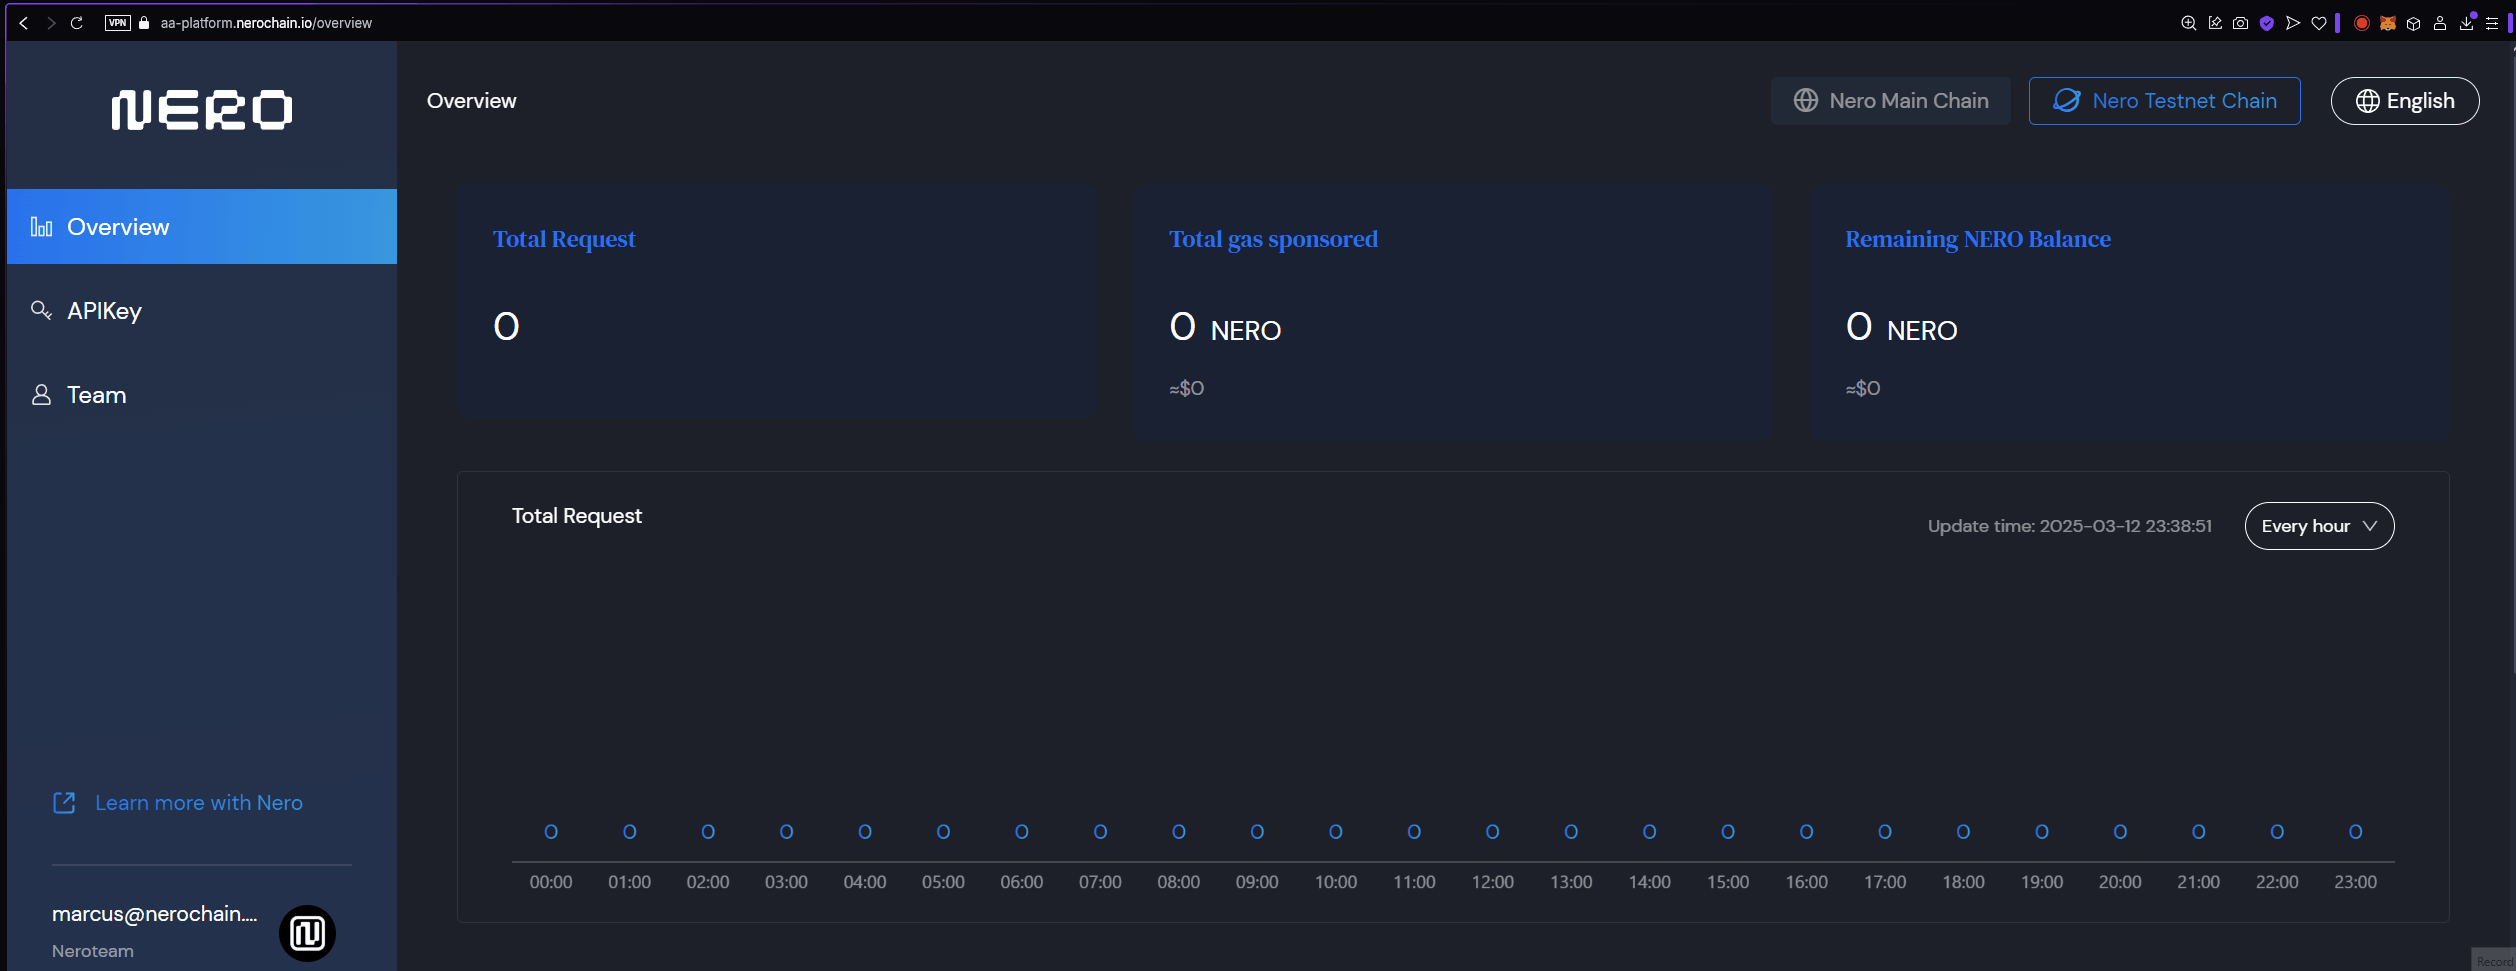 VPN aa-platform.nerochain.io/overview
NERO
Overview
APIKey
Team
Learn more with Nero
marcus@nerochain....
Neroteam
Overview
Nero Main Chain
Nero Testnet Chain
English
Total Request
0
Total gas sponsored
0 NERO
≈$0
Remaining NERO Balance
0 NERO
≈$0
Total Request
Update time: 2025-03-12 23:38:51
Every hour
0 0 0 0 0 0 0 0 0 0 0 0 0 0 0 0 0 0 0 0 0 0 0 0
00:00 01:00 02:00 03:00 04:00 05:00 06:00 07:00 08:00 09:00 10:00 11:00 12:00 13:00 14:00 15:00 16:00 17:00 18:00 19:00 20:00 21:00 22:00 23:00
Record